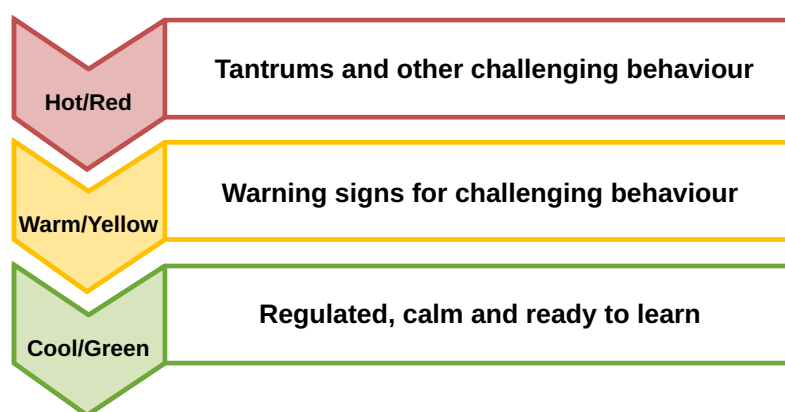 Tantrums and other challenging behaviour
Hot/Red
Warning signs for challenging behaviour
Warm/Yellow
Regulated, calm and ready to learn
Cool/Green